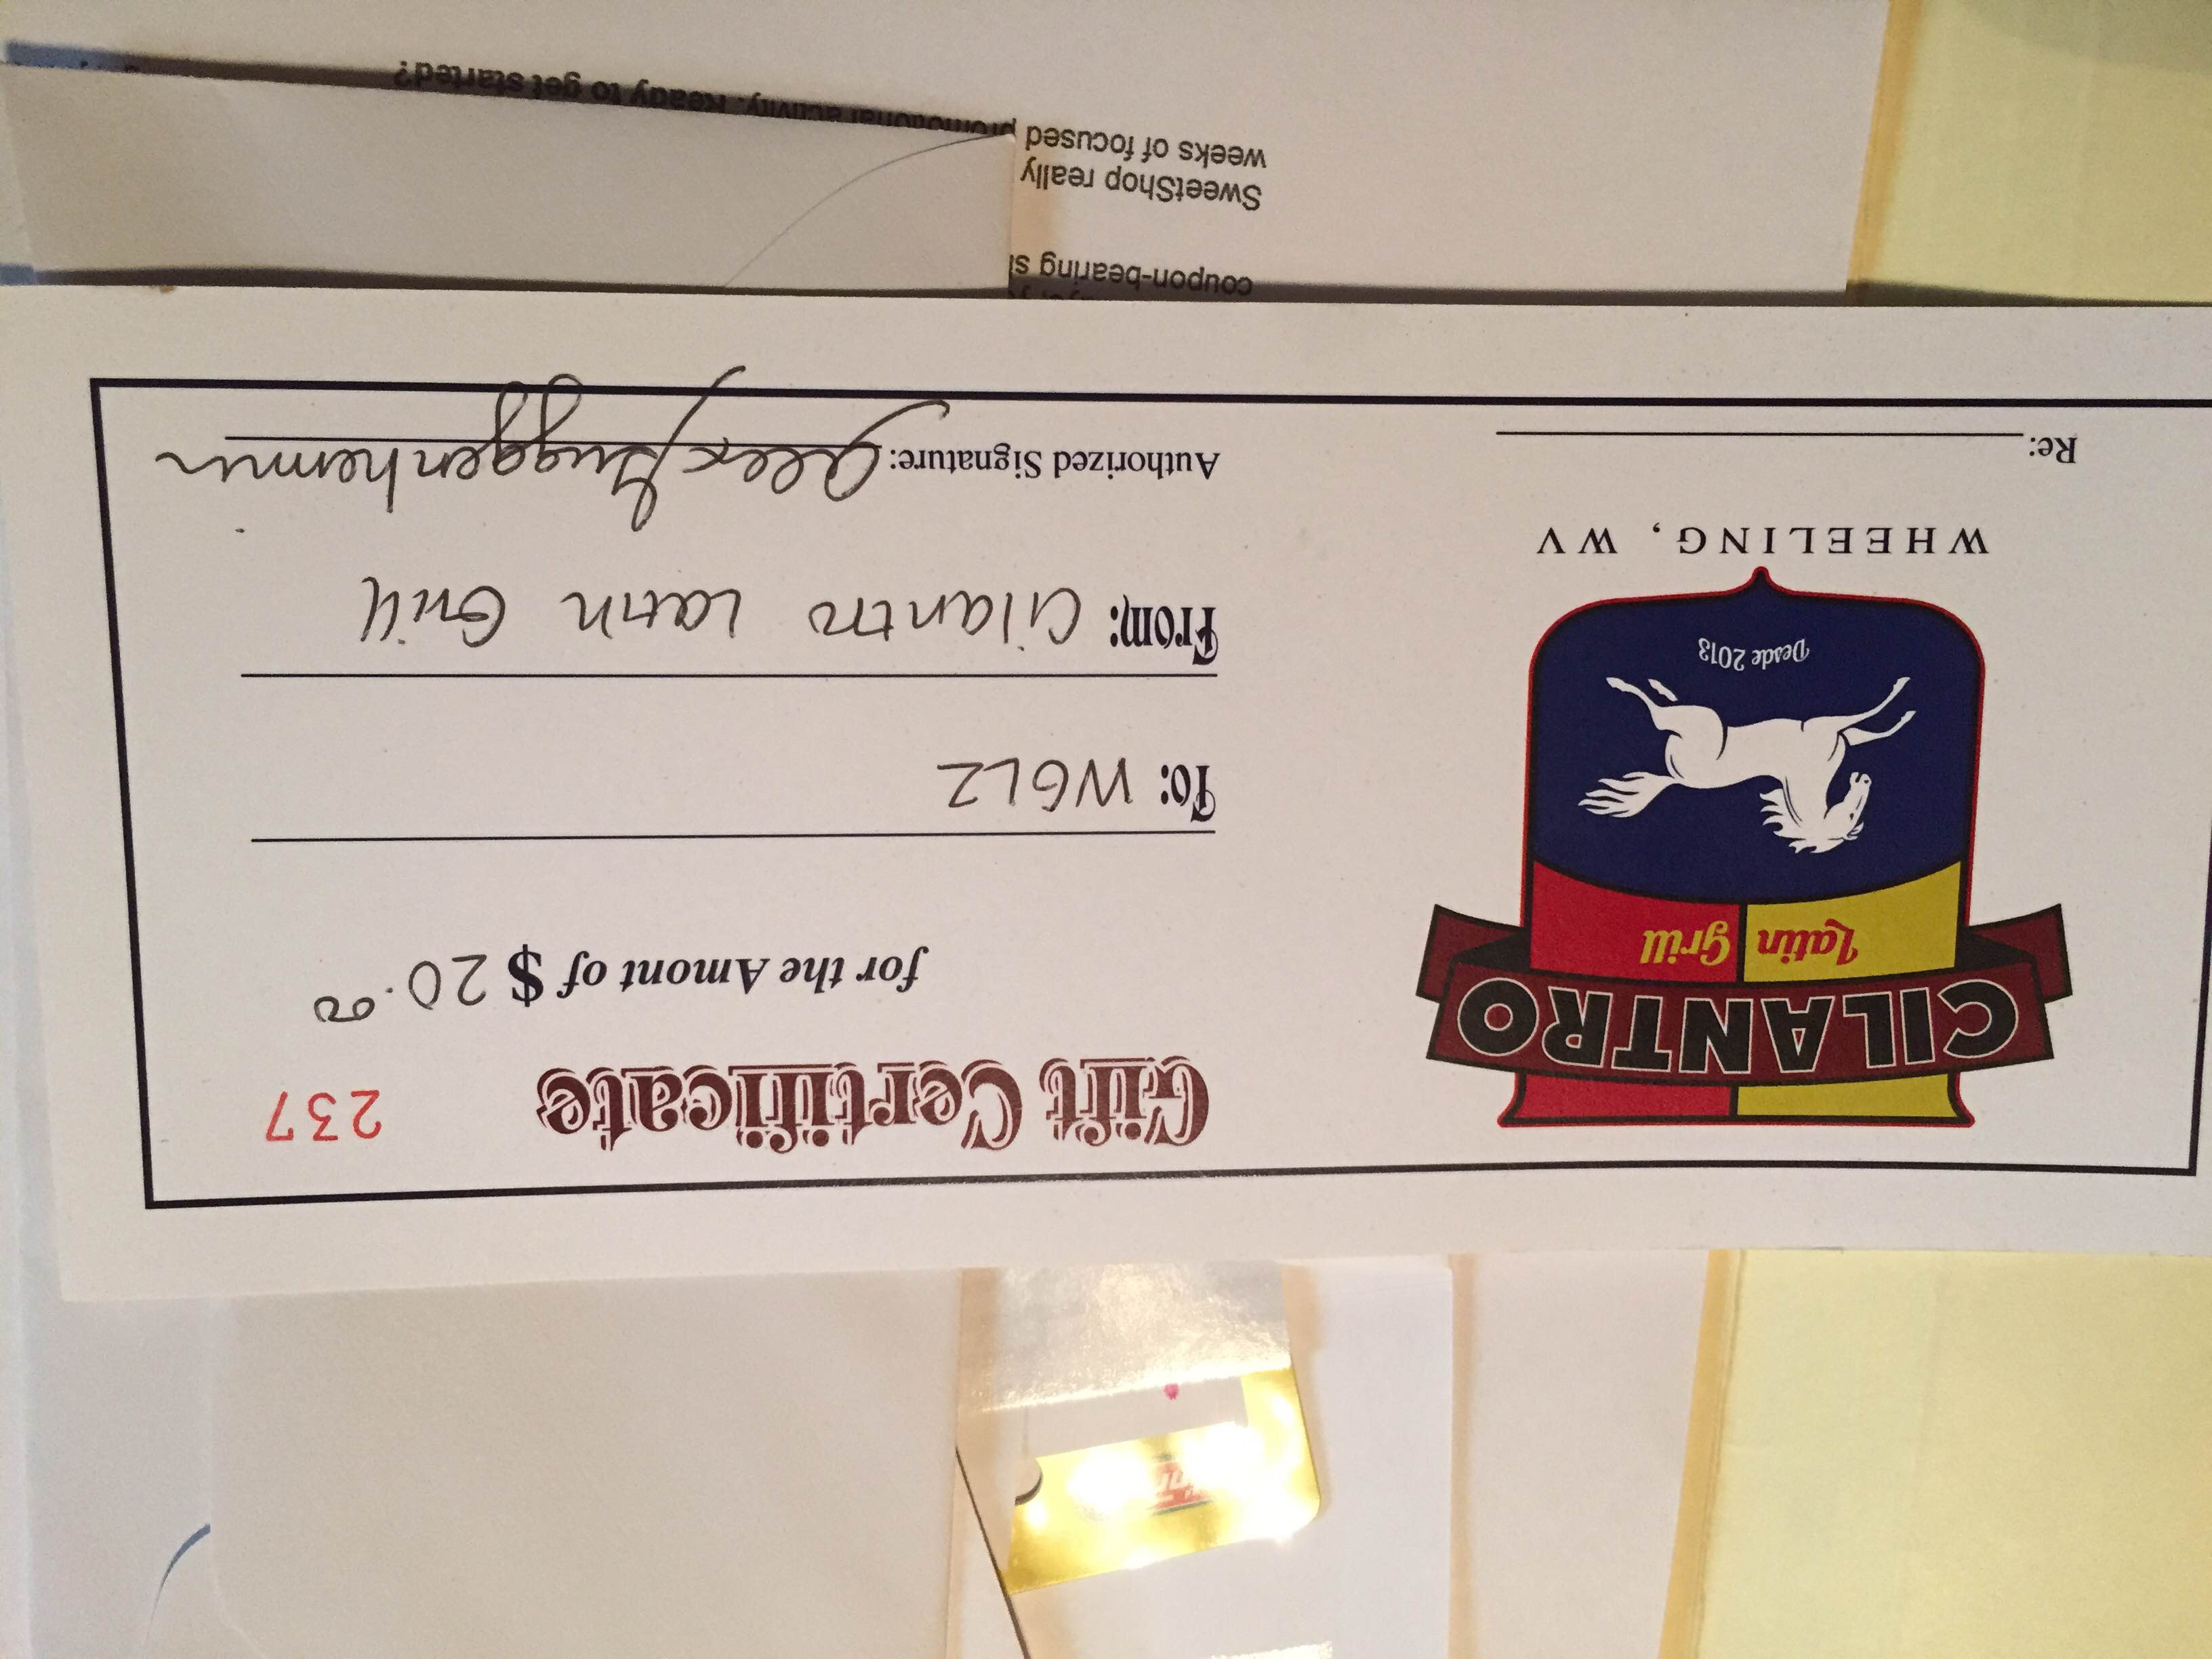 CILANTRO
Latin Grill
Desde 2013
WHEELING, WV
Re:
Gift Certificate 237
for the Amont of $ 20.00
To: WGLZ
From: Cilantro Latin Grill
Authorized Signature: Alex Guggenheimer
coupon-bearing
SweetShop really
weeks of focused
promotional activity. Ready to get started?